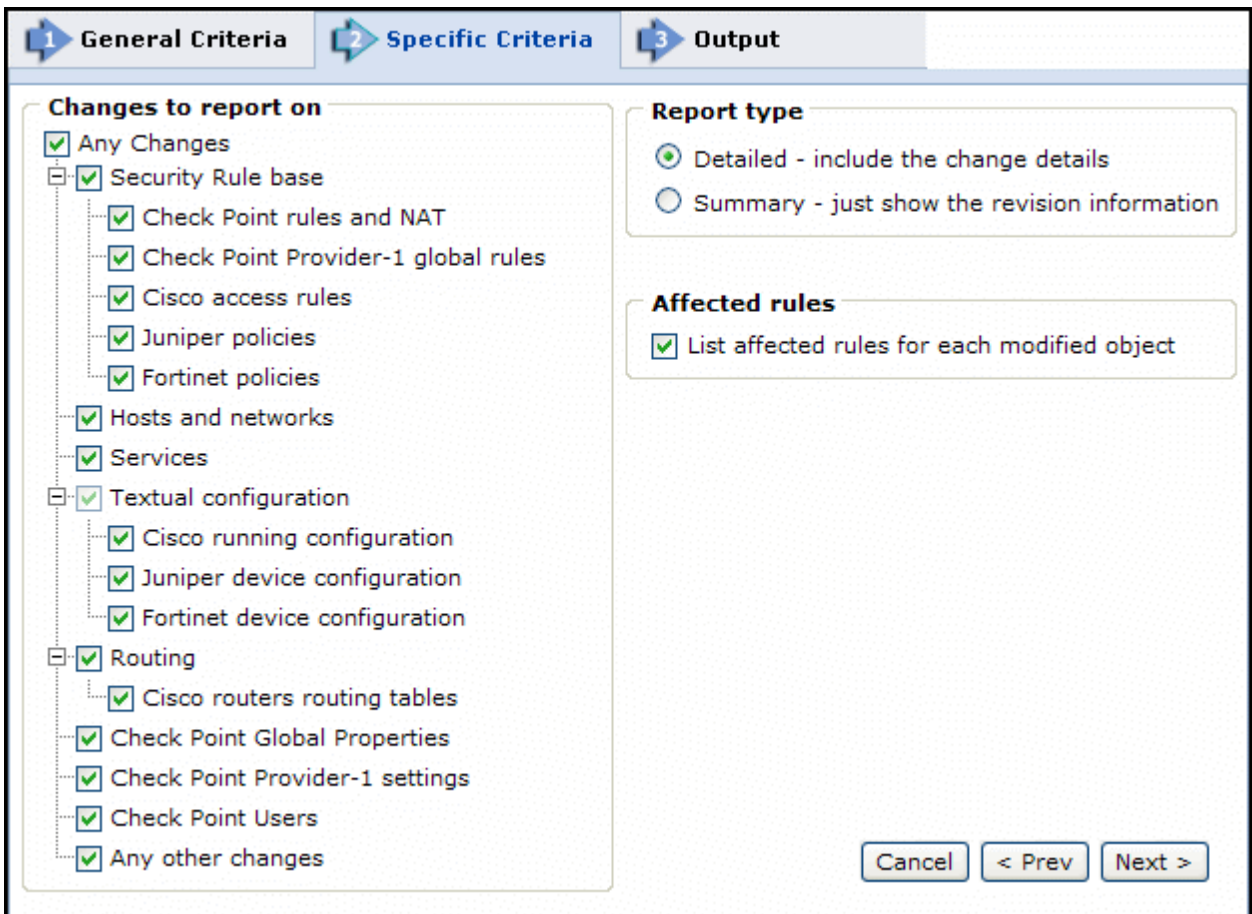 1 General Criteria 2 Specific Criteria 3 Output
Changes to report on
Any Changes
Security Rule base
Check Point rules and NAT
Check Point Provider-1 global rules
Cisco access rules
Juniper policies
Fortinet policies
Hosts and networks
Services
Textual configuration
Cisco running configuration
Juniper device configuration
Fortinet device configuration
Routing
Cisco routers routing tables
Check Point Global Properties
Check Point Provider-1 settings
Check Point Users
Any other changes
Report type
Detailed - include the change details
Summary - just show the revision information
Affected rules
List affected rules for each modified object
Cancel < Prev Next >